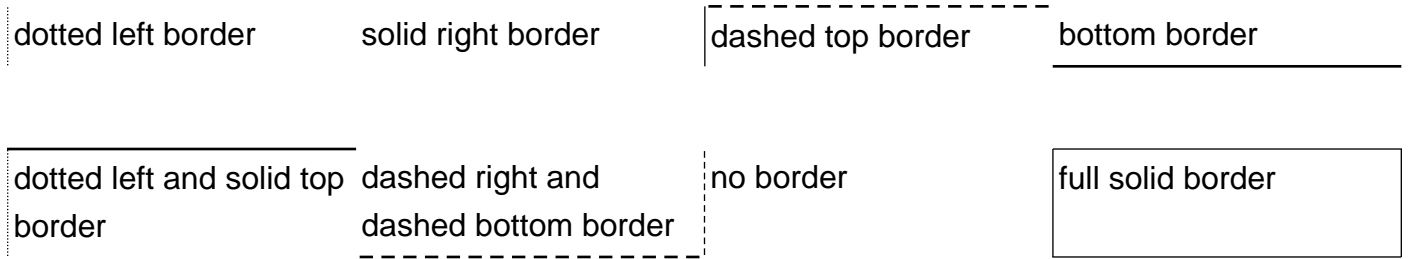 dotted left border
solid right border
dashed top border
bottom border
dotted left and solid top
border
dashed right and
dashed bottom border
no border
full solid border